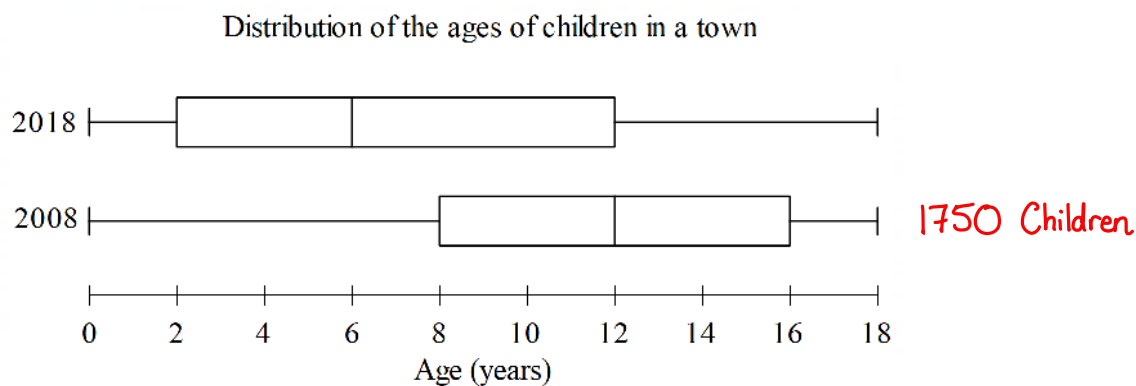 Distribution of the ages of children in a town
2018
2008
1750 Children
0 2 4 6 8 10 12 14 16 18
Age (years)